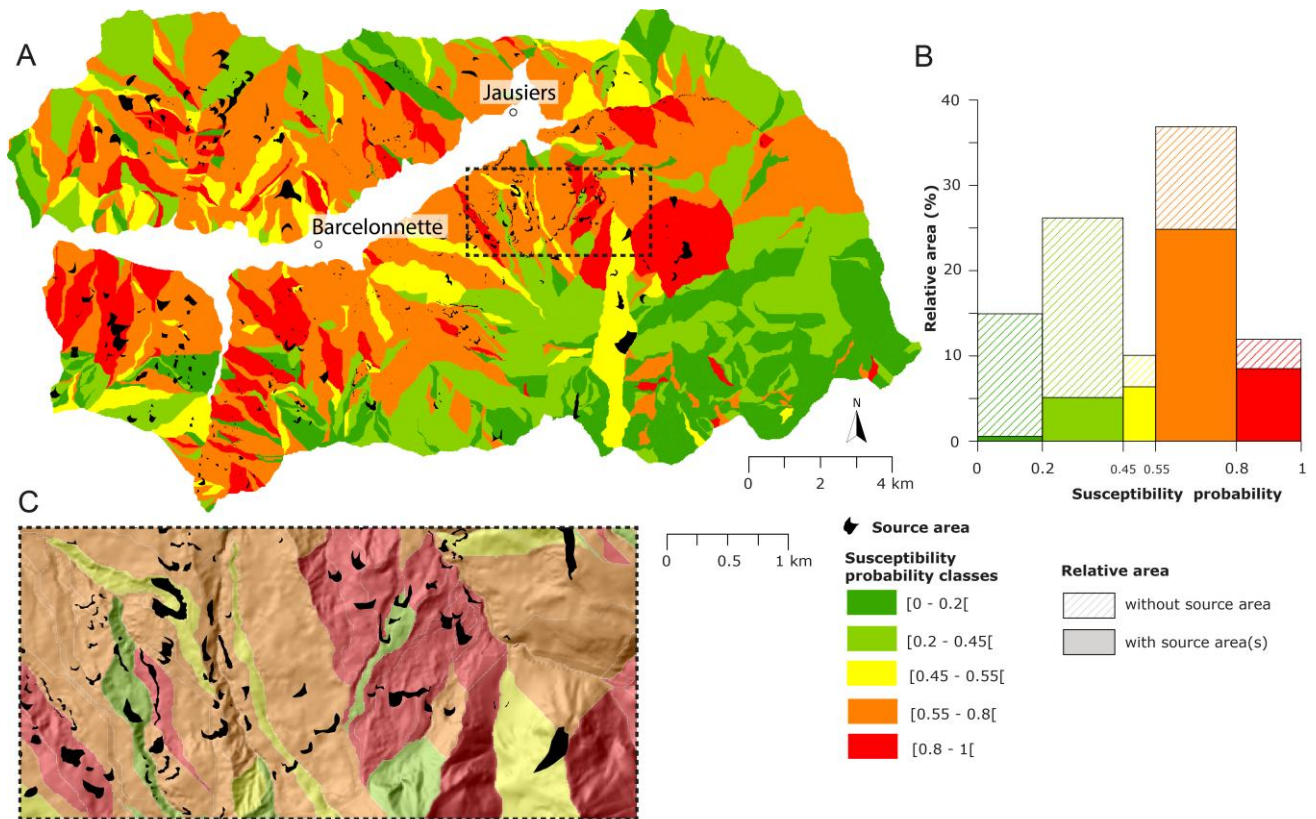 A
Jausiers
Barcelonnette
N
0 2 4 km
B
40
30
20
10
0
Relative area (%)
0 0.2 0.45 0.55 0.8 1
Susceptibility probability
C
0 0.5 1 km
Source area
Susceptibility
probability classes
[0 - 0.2[
[0.2 - 0.45[
[0.45 - 0.55[
[0.55 - 0.8[
[0.8 - 1[
Relative area
without source area
with source area(s)